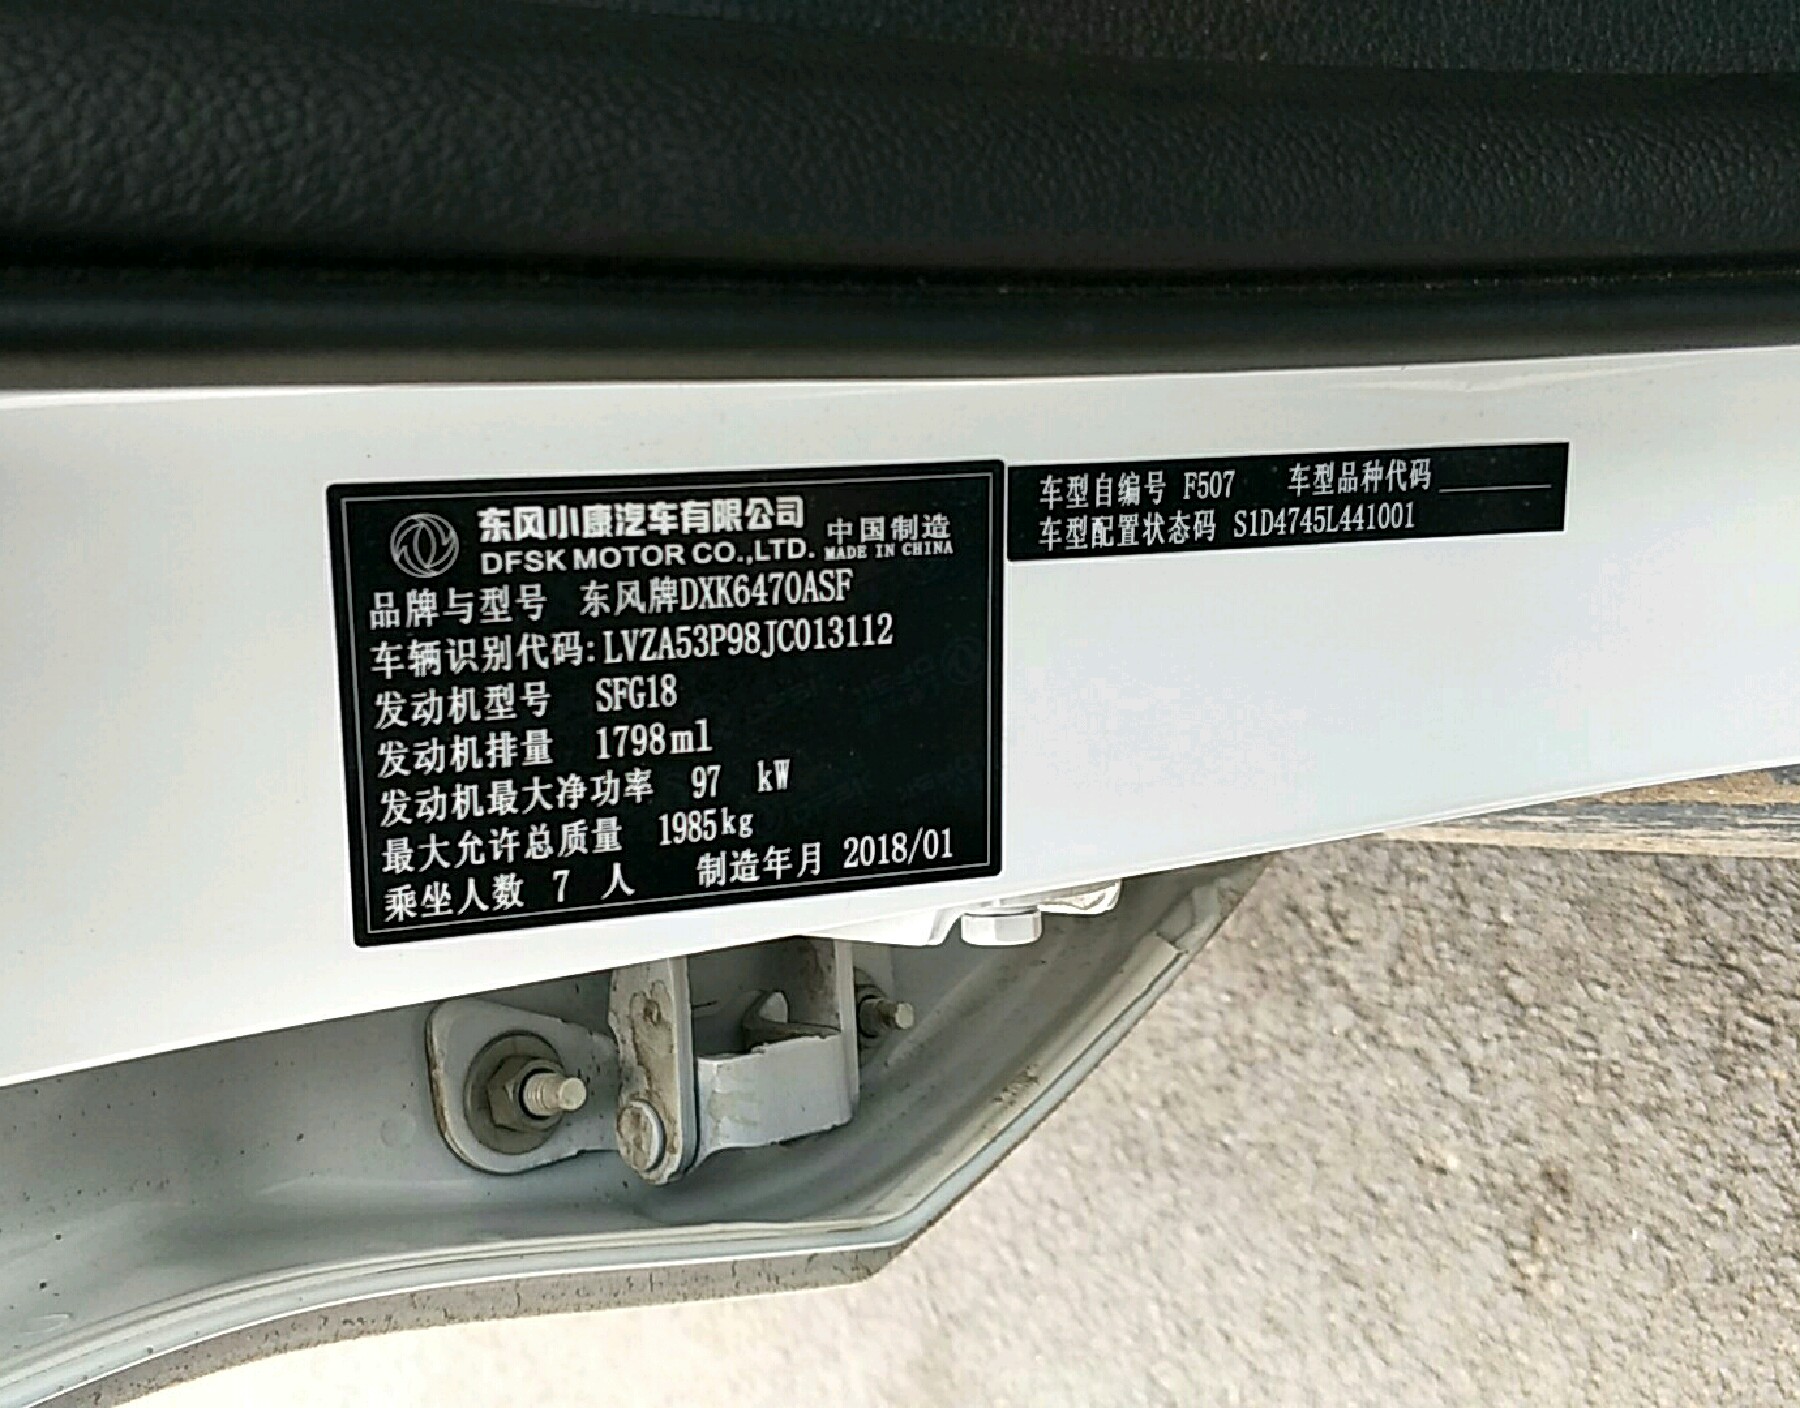 东风小康汽车有限公司 中国制造
DFSK MOTOR CO.,LTD. MADE IN CHINA
品牌与型号 东风牌DXK6470ASF
车辆识别代码:LVZA53P98JC013112
发动机型号 SFG18
发动机排量 1798ml
发动机最大净功率 97 kW
最大允许总质量 1985kg
乘坐人数 7 人 制造年月 2018/01
车型自编号 F507 车型品种代码
车型配置状态码 S1D4745L441001